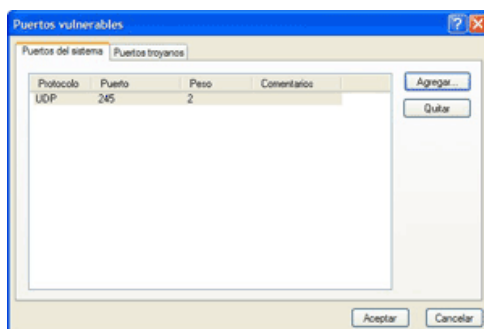 Puertos vulnerables
Puertos del sistema Puertos troyanos
Protocolo Puerto Peso Comentarios
UDP 245 2
Agregar...
Quitar
Aceptar Cancelar